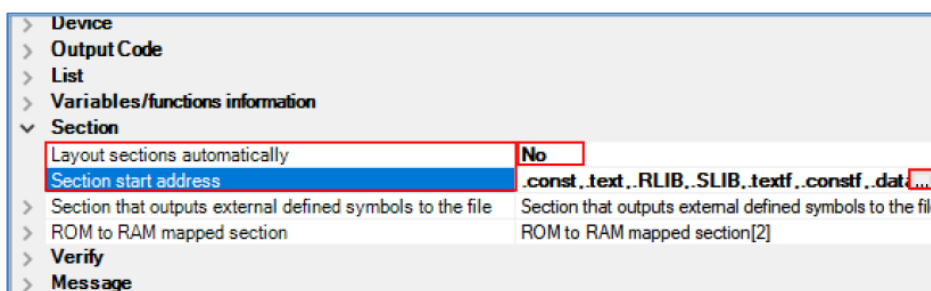 Device
Output Code
List
Variables/functions information
Section
Layout sections automatically No
Section start address .const,.text,.RLIB,.SLIB,.textf,.constf,.data ...
Section that outputs external defined symbols to the file Section that outputs external defined symbols to the fil
ROM to RAM mapped section ROM to RAM mapped section[2]
Verify
Message